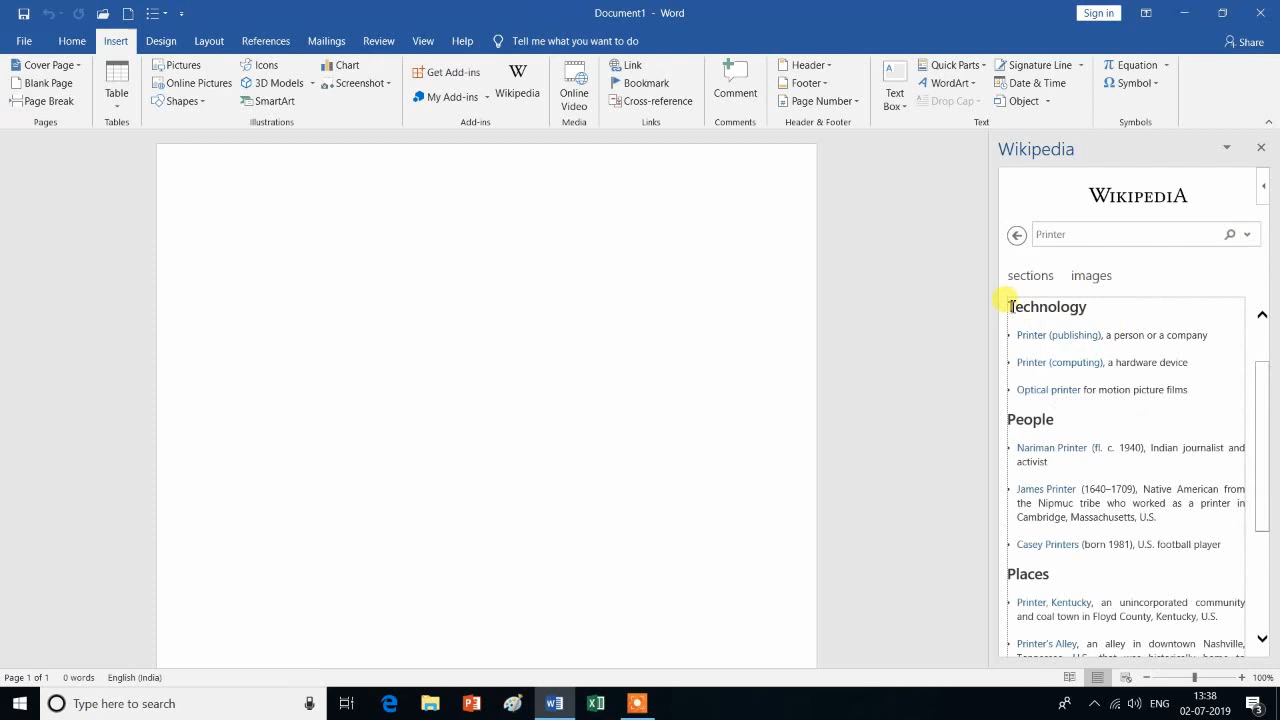 Document1 - Word
Sign in
File Home Insert Design Layout References Mailings Review View Help Tell me what you want to do Share
Cover Page
Blank Page
Page Break
Pages
Table
Tables
Pictures
Online Pictures
Shapes
Icons
3D Models
SmartArt
Chart
Screenshot
Illustrations
Get Add-ins
My Add-ins
Wikipedia
Add-ins
Online
Video
Media
Link
Bookmark
Cross-reference
Links
Comment
Comments
Header
Footer
Page Number
Header & Footer
Text
Box
Quick Parts
WordArt
Drop Cap
Signature Line
Date & Time
Object
Text
Equation
Symbol
Symbols
Wikipedia
WIKIPEDIA
Printer
sections images
Technology
Printer (publishing), a person or a company
Printer (computing), a hardware device
Optical printer for motion picture films
People
Nariman Printer (fl. c. 1940), Indian journalist and
activist
James Printer (1640–1709), Native American from
the Nipmuc tribe who worked as a printer in
Cambridge, Massachusetts, U.S.
Casey Printers (born 1981), U.S. football player
Places
Printer, Kentucky, an unincorporated community
and coal town in Floyd County, Kentucky, U.S.
Printer's Alley, an alley in downtown Nashville,
Page 1 of 1 0 words English (India) 100%
Type here to search
ENG
13:38
02-07-2019
3